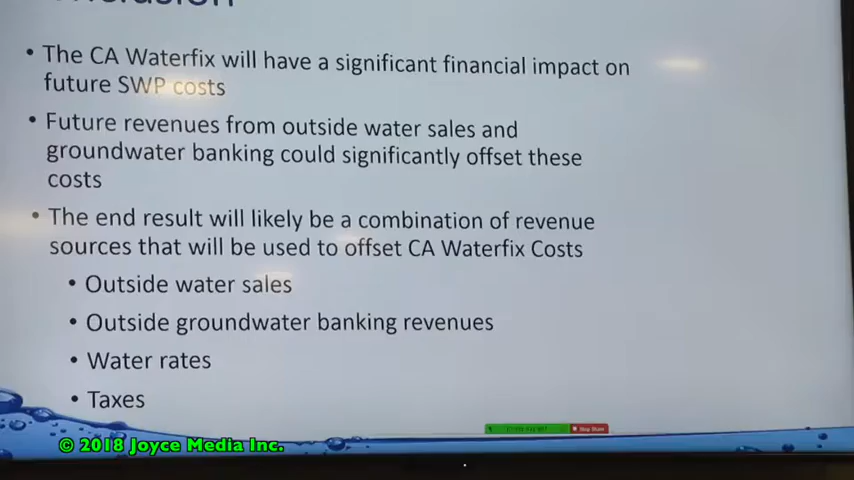 • The CA Waterfix will have a significant financial impact on
future SWP costs
• Future revenues from outside water sales and
groundwater banking could significantly offset these
costs
• The end result will likely be a combination of revenue
sources that will be used to offset CA Waterfix Costs
• Outside water sales
• Outside groundwater banking revenues
• Water rates
• Taxes
Stop Share
© 2018 Joyce Media Inc.